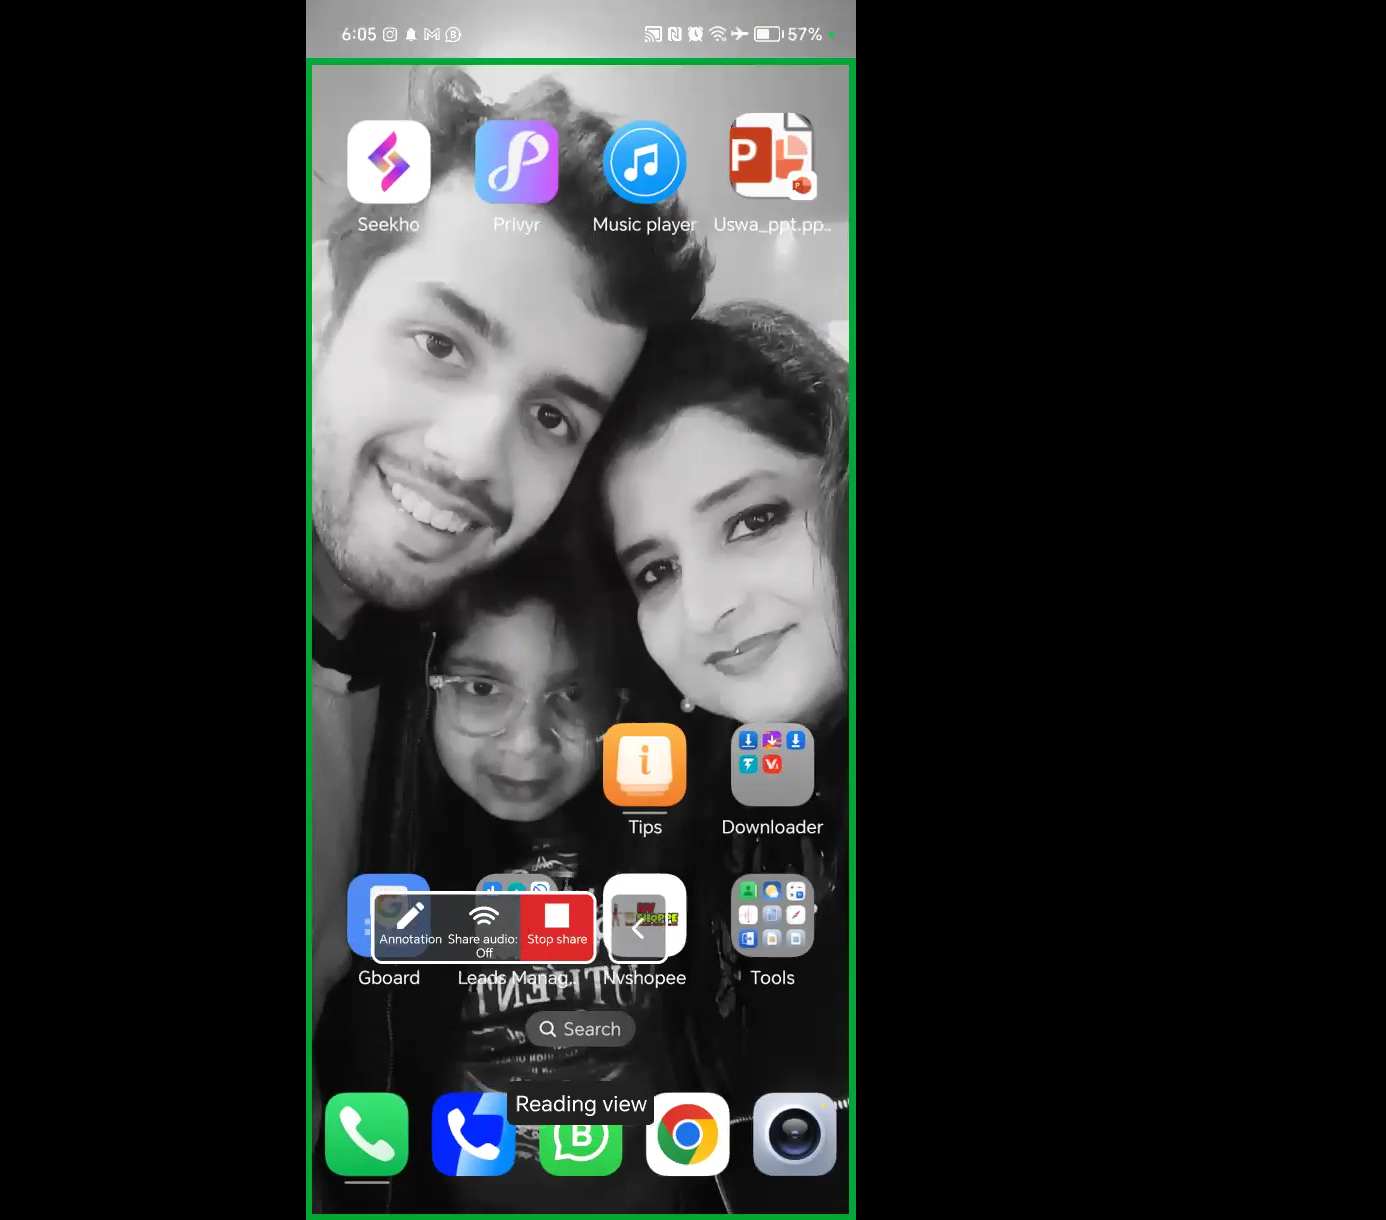 6:05 57%
Seekho Privyr Music player Uswa_ppt.pp..
Tips Downloader
Annotation Share audio: Off Stop share
Gboard Leads Manag.. Nvshopee Tools
Search
Reading view